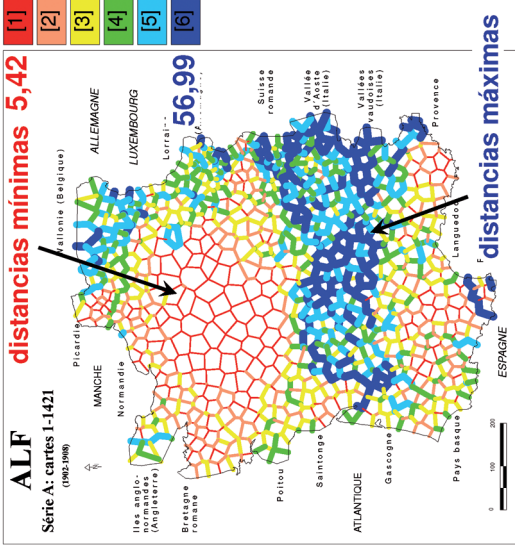 distancias mínimas 5,42
[1]
[2]
[3]
[4]
[5]
[6]
ALF
Série A: cartes 1-1421
(1902-1908)
N
MANCHE
Picardie
Wallonie (Belgique)
ALLEMAGNE
LUXEMBOURG
Lorrai
56,99
Normandie
Iles anglo-
normandes
(Angleterre)
Bretagne
romane
Suisse
romande
Vallée
d'Aoste
(Italie)
Vallées
vaudoises
(Italie)
Poitou
Saintonge
ATLANTIQUE
Gascogne
Pays basque
Provence
Languedoc
ESPAGNE
distancias máximas
0 100 200